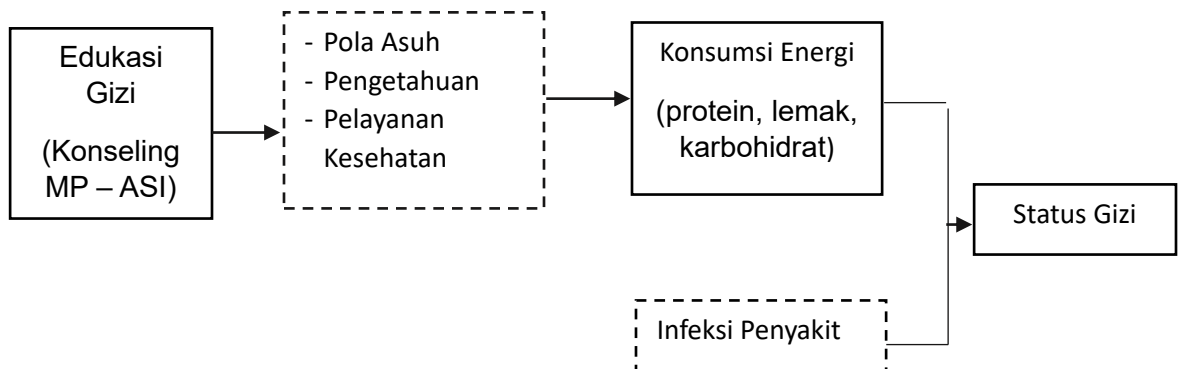 Edukasi
Gizi
(Konseling
MP – ASI)
- Pola Asuh
- Pengetahuan
- Pelayanan
Kesehatan
Konsumsi Energi
(protein, lemak,
karbohidrat)
Status Gizi
Infeksi Penyakit